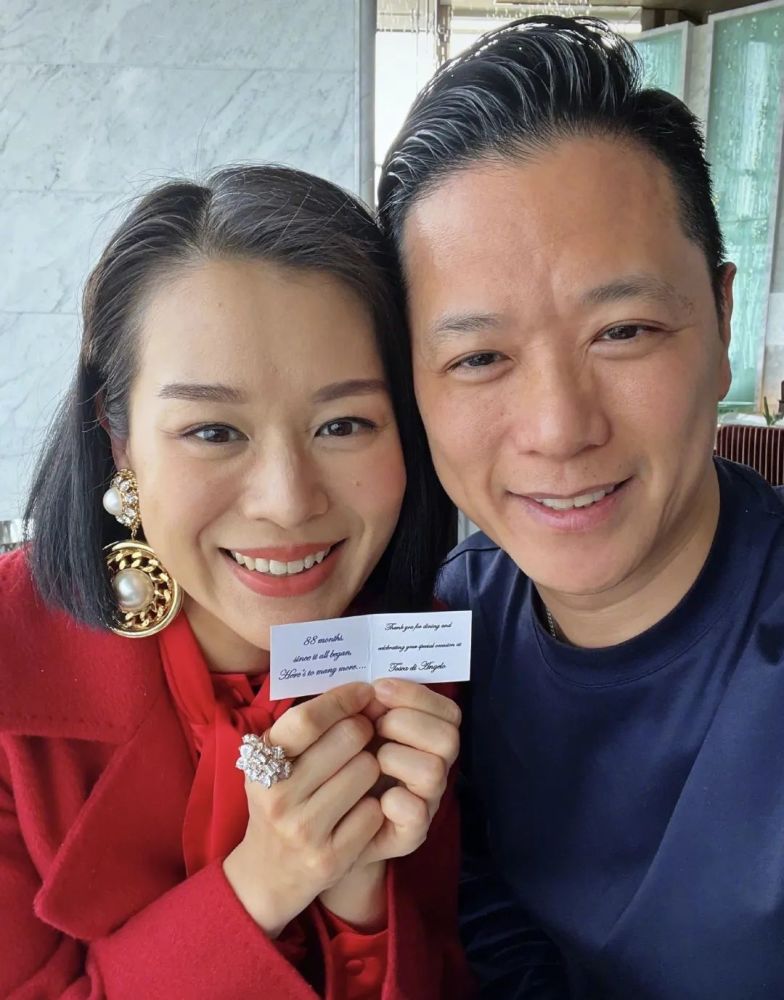 88 months,
since it all began,
Here's to many more....
Thank you for dining and
celebrating your special occasion at
Tosca di Angelo